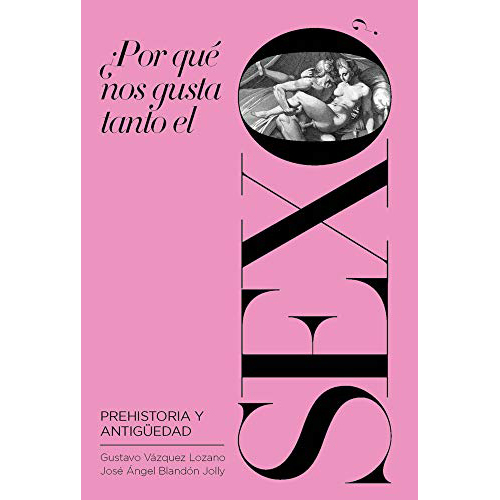 ¿Por qué
nos gusta
tanto el
SEXO?
PREHISTORIA Y
ANTIGÜEDAD
Gustavo Vázquez Lozano
José Ángel Blandón Jolly